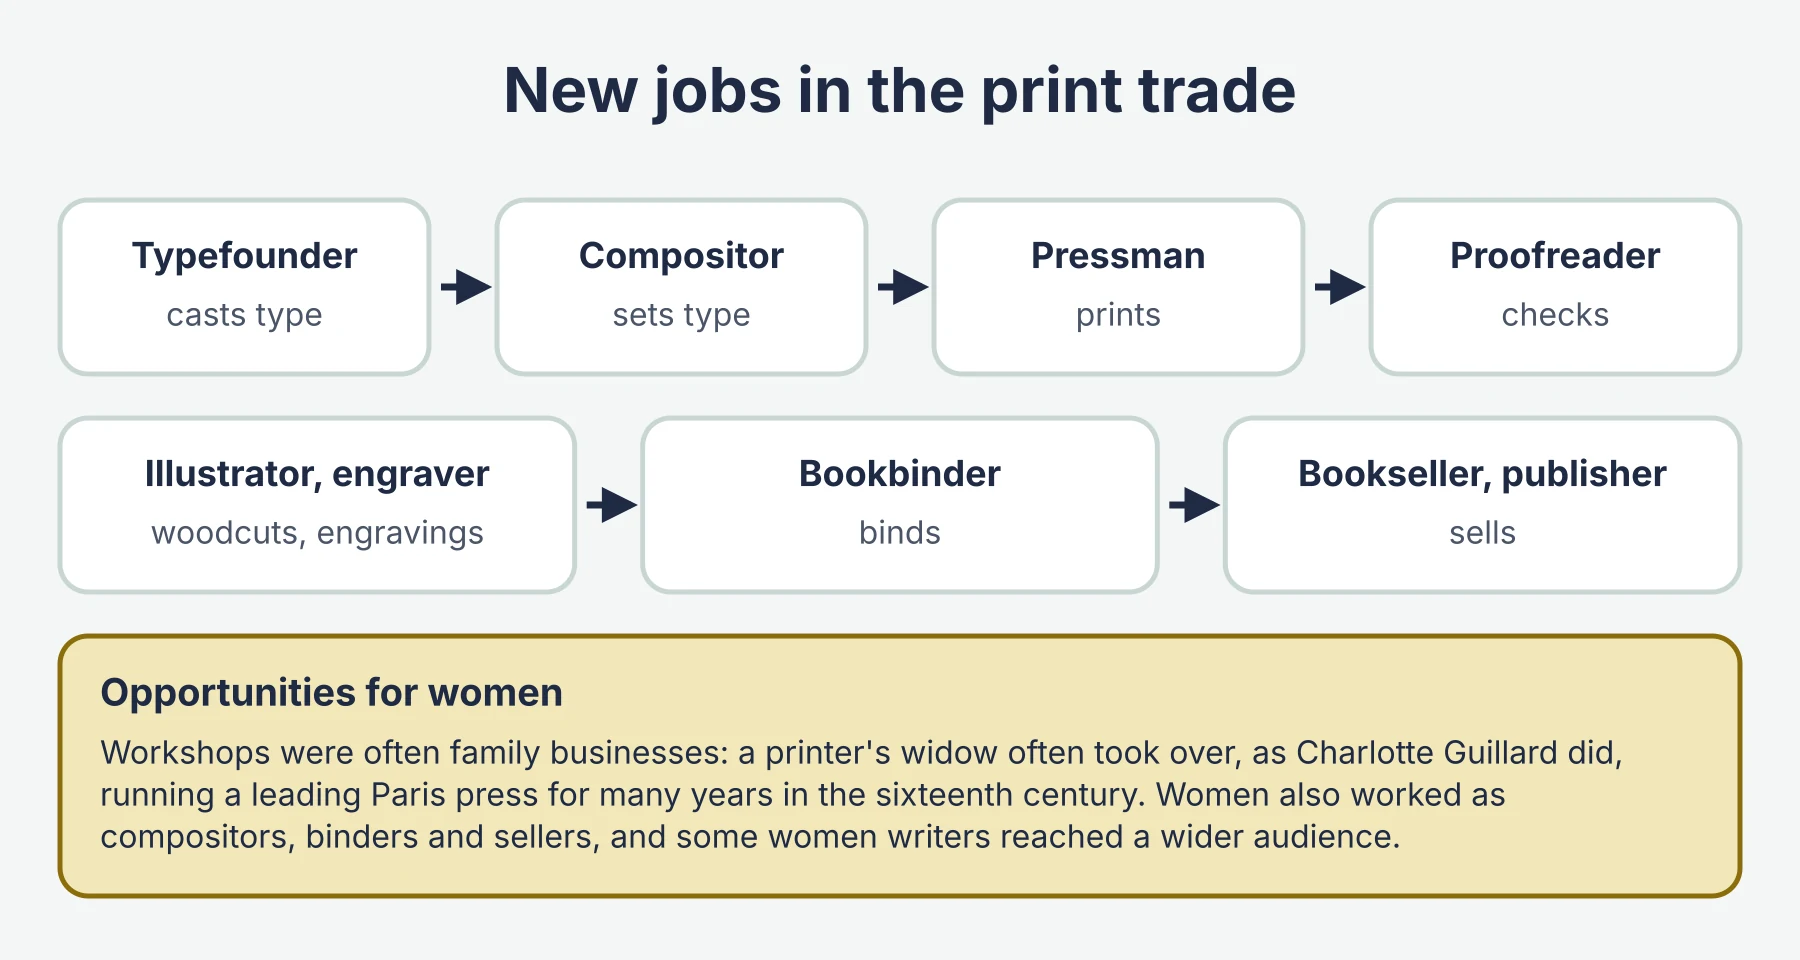 New jobs in the print trade
Typefounder
casts type
Compositor
sets type
Pressman
prints
Proofreader
checks
Illustrator, engraver
woodcuts, engravings
Bookbinder
binds
Bookseller, publisher
sells
Opportunities for women
Workshops were often family businesses: a printer's widow often took over, as Charlotte Guillard did,
running a leading Paris press for many years in the sixteenth century. Women also worked as
compositors, binders and sellers, and some women writers reached a wider audience.